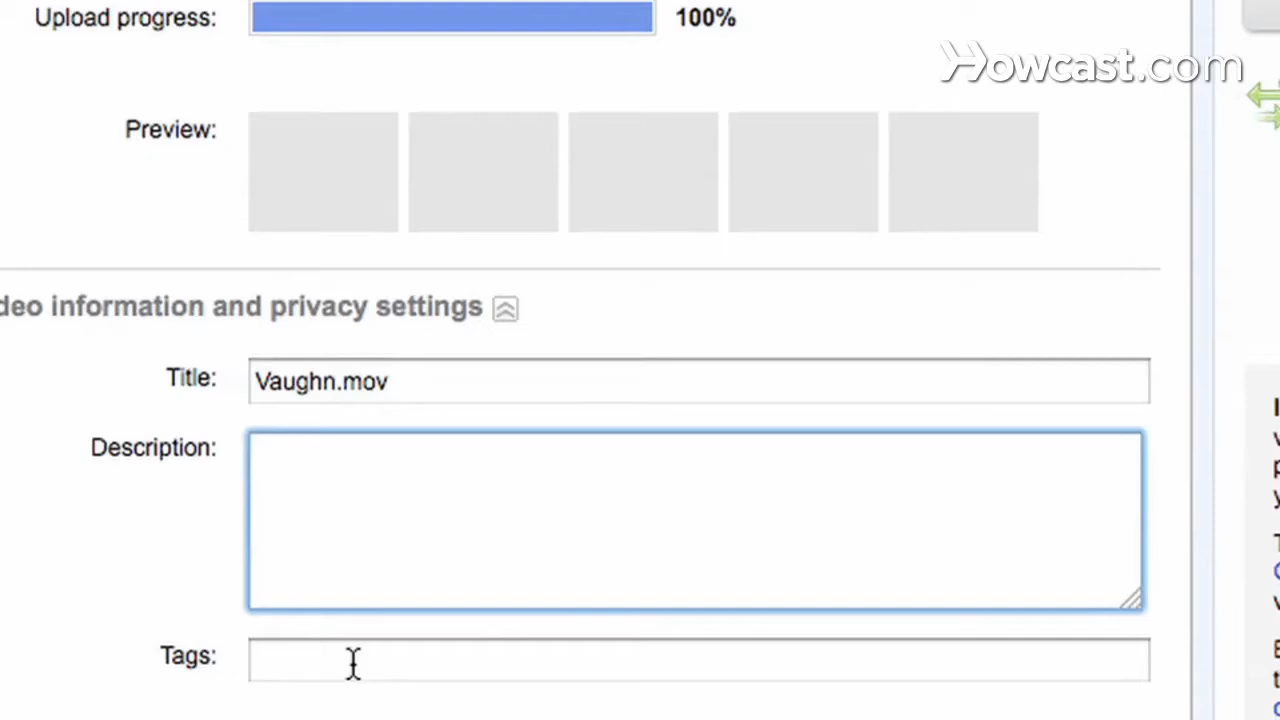 Upload progress: 100%
Howcast.com
Preview:
deo information and privacy settings
Title: Vaughn.mov
Description:
Tags: